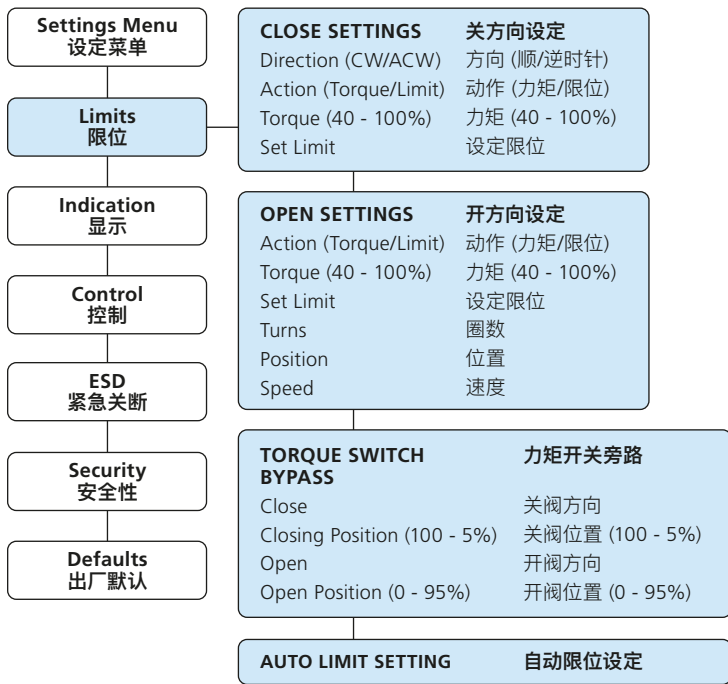 Settings Menu
设定菜单
Limits
限位
Indication
显示
Control
控制
ESD
紧急关断
Security
安全性
Defaults
出厂默认
CLOSE SETTINGS 关方向设定
Direction (CW/ACW) 方向 (顺/逆时针)
Action (Torque/Limit) 动作 (力矩/限位)
Torque (40 - 100%) 力矩 (40 - 100%)
Set Limit 设定限位
OPEN SETTINGS 开方向设定
Action (Torque/Limit) 动作 (力矩/限位)
Torque (40 - 100%) 力矩 (40 - 100%)
Set Limit 设定限位
Turns 圈数
Position 位置
Speed 速度
TORQUE SWITCH 力矩开关旁路
BYPASS
Close 关阀方向
Closing Position (100 - 5%) 关阀位置 (100 - 5%)
Open 开阀方向
Open Position (0 - 95%) 开阀位置 (0 - 95%)
AUTO LIMIT SETTING 自动限位设定